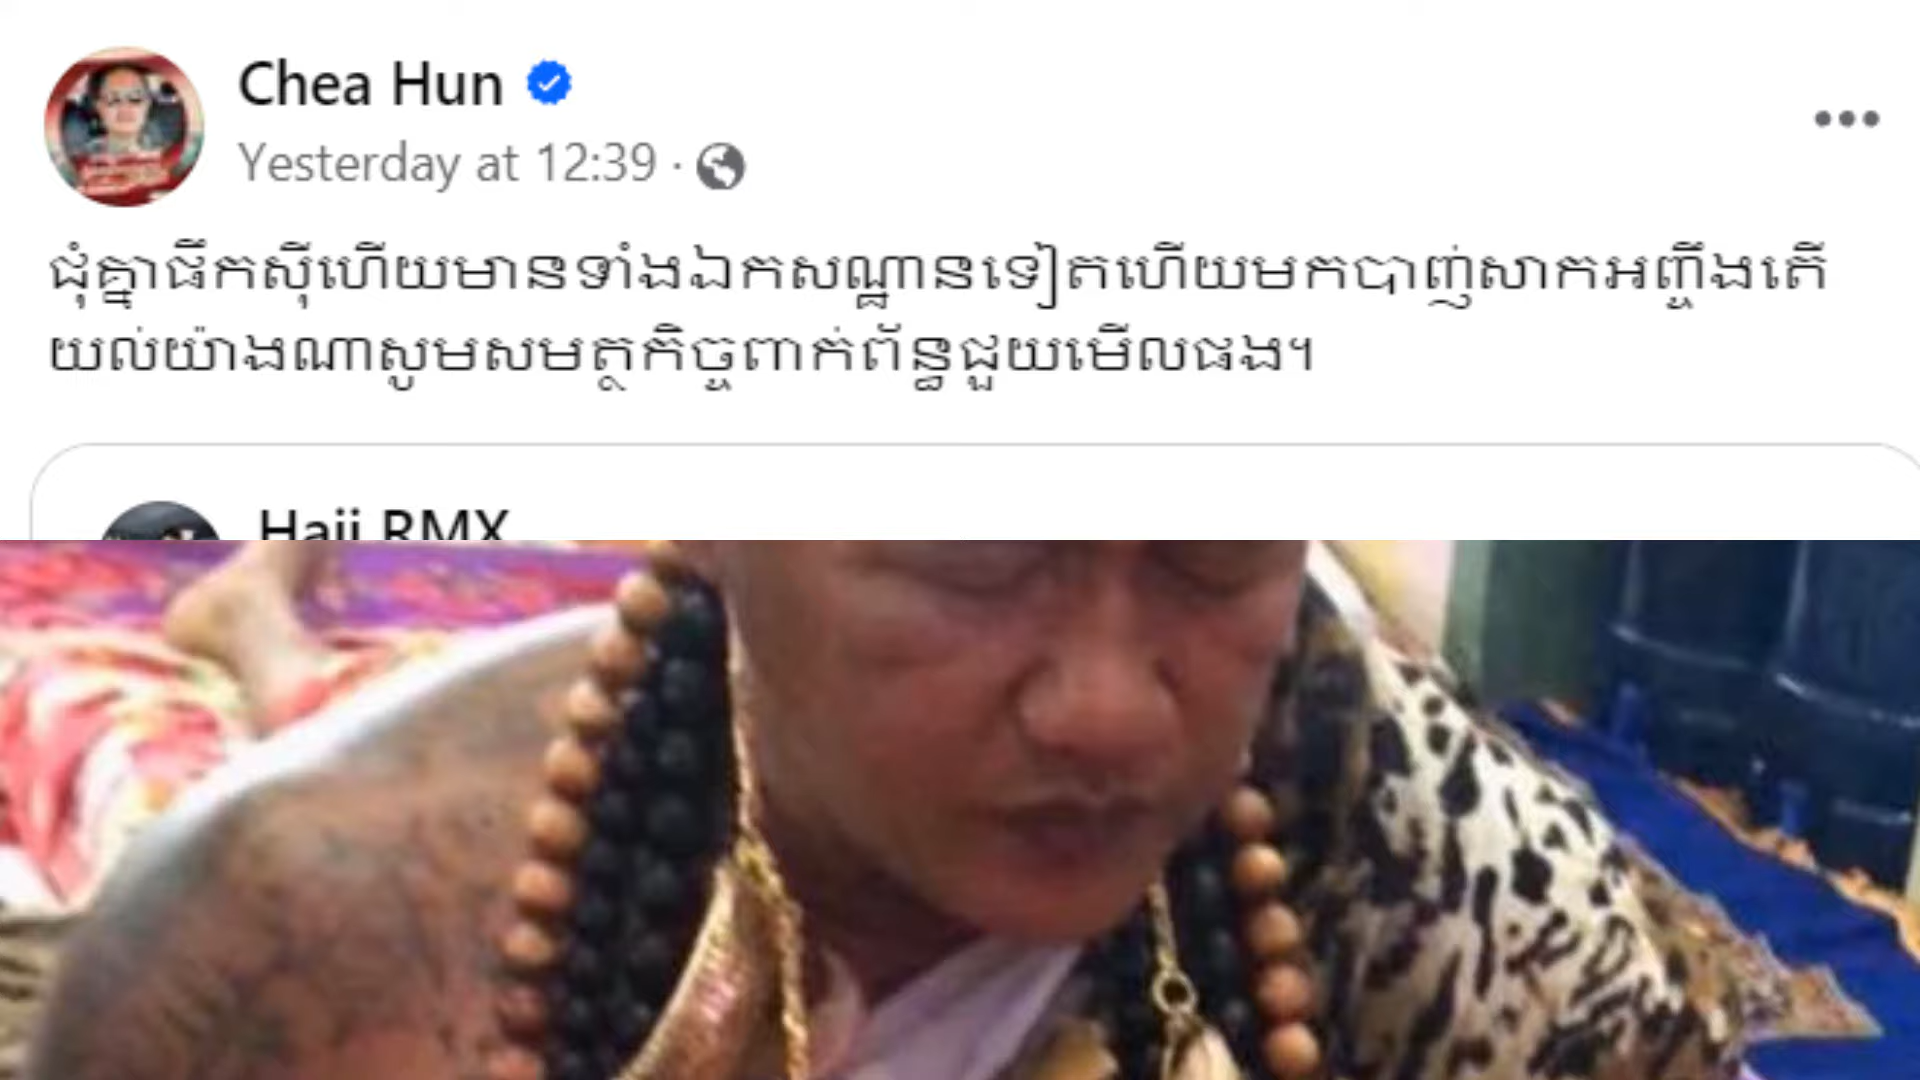 Chea Hun
Yesterday at 12:39 ·
ជុំគ្នាផឹកស៊ីហើយមានទាំងឯកសណ្ឋានទៀតហើយមកបាញ់សាកអញ្ចឹងតើ
យល់យ៉ាងណាសូមសមត្ថកិច្ចពាក់ព័ន្ធជួយមើលផង។
Haji RMX